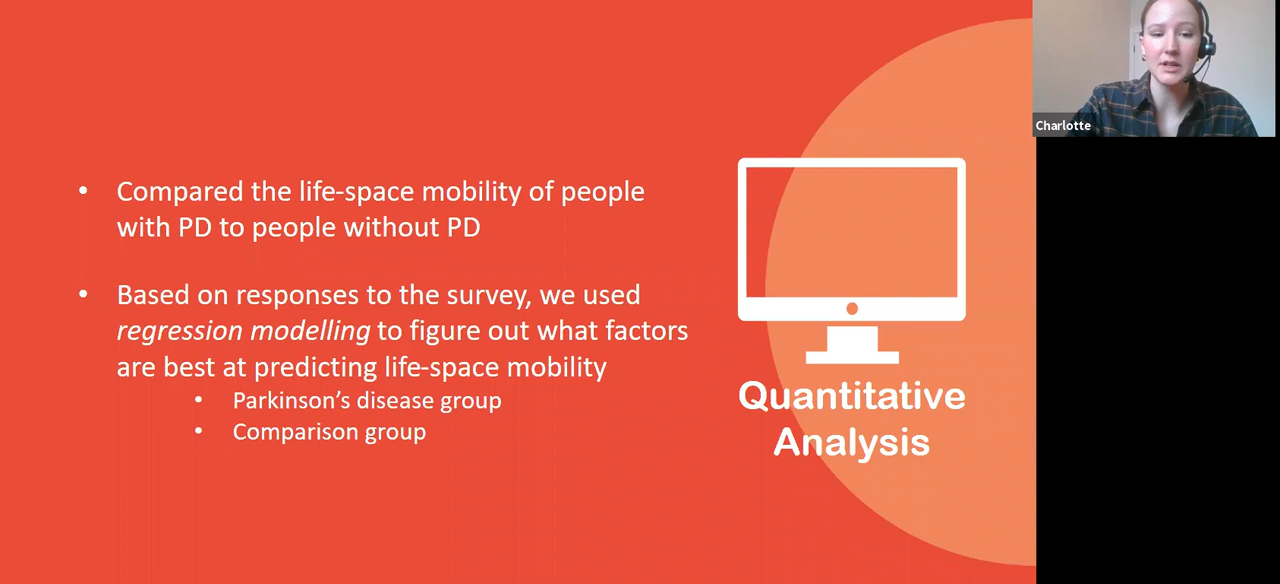 • Compared the life-space mobility of people
with PD to people without PD
• Based on responses to the survey, we used
regression modelling to figure out what factors
are best at predicting life-space mobility
• Parkinson’s disease group
• Comparison group
Quantitative
Analysis
Charlotte